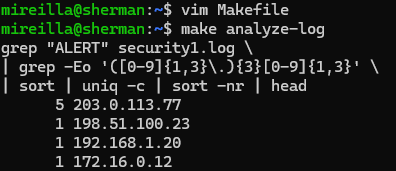 mireilla@sherman:~$ vim Makefile
mireilla@sherman:~$ make analyze-log
grep "ALERT" security1.log \
| grep -Eo '([0-9]{1,3}\.){3}[0-9]{1,3}' \
| sort | uniq -c | sort -nr | head
      5 203.0.113.77
      1 198.51.100.23
      1 192.168.1.20
      1 172.16.0.12